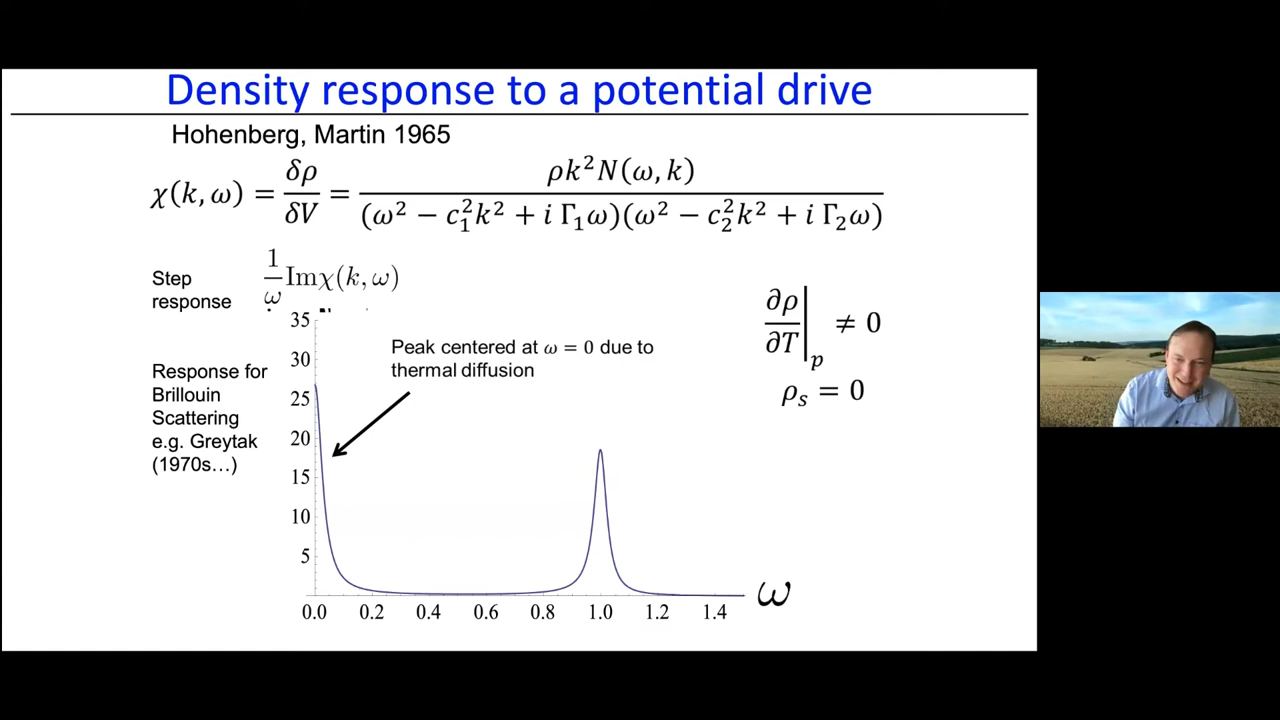 Density response to a potential drive
Hohenberg, Martin 1965
χ(k, ω) = δρ/δV = ρk²N(ω, k) / (ω² − c₁²k² + i Γ₁ω)(ω² − c₂²k² + i Γ₂ω)
Step
response
1/ω Imχ(k, ω)
∂ρ/∂T|ₚ ≠ 0
ρₛ = 0
Response for
Brillouin
Scattering
e.g. Greytak
(1970s…)
Peak centered at ω = 0 due to
thermal diffusion
35
30
25
20
15
10
5
0.0 0.2 0.4 0.6 0.8 1.0 1.2 1.4
ω